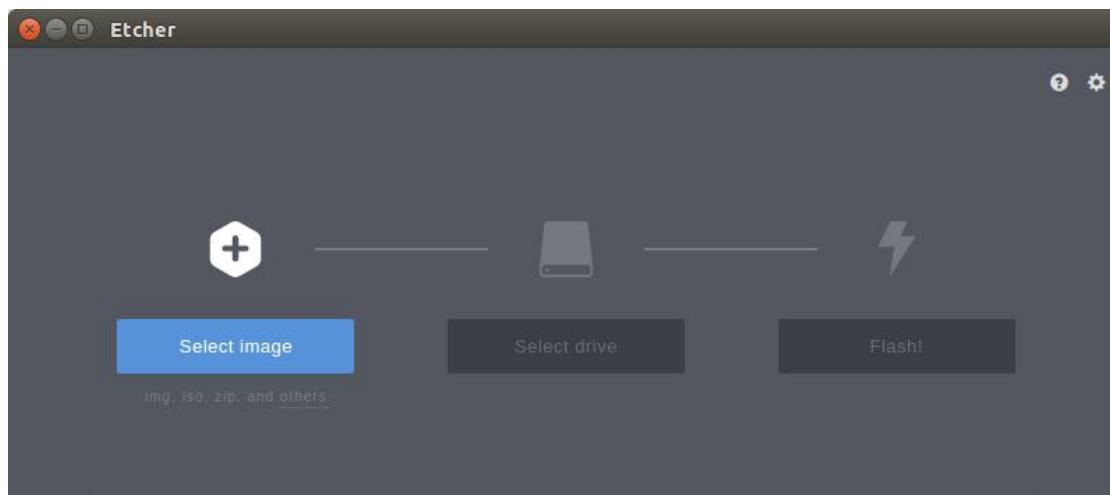 Etcher
Select image
Select drive
Flash!
img, iso, zip, and others